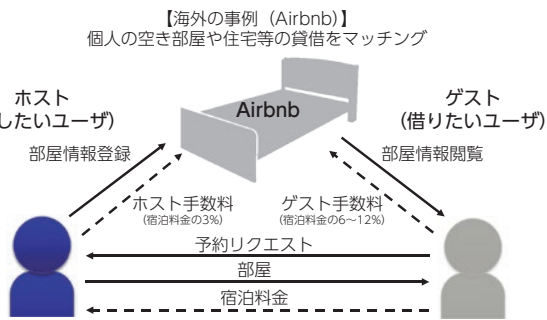 【海外の事例（Airbnb）】
個人の空き部屋や住宅等の貸借をマッチング
ホスト
したいユーザ)
Airbnb
ゲスト
(借りたいユーザ)
部屋情報登録
部屋情報閲覧
ホスト手数料
(宿泊料金の3%)
ゲスト手数料
(宿泊料金の6～12%)
予約リクエスト
部屋
宿泊料金